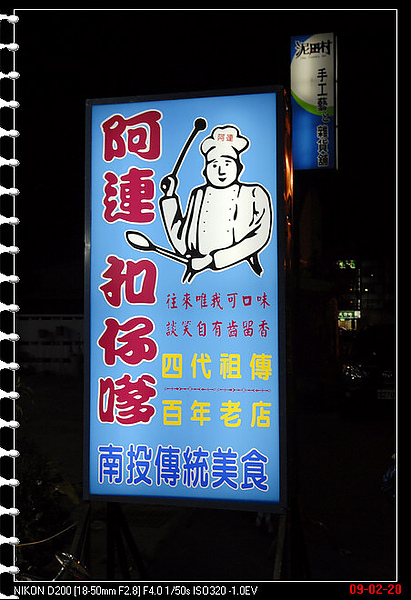 阿連
扣仔嗲
阿連
往來唯我可口味
談笑自有齒留香
四代祖傳
百年老店
南投傳統美食
泥田村
手工藝
雜貨舖
NIKON D200 [18-50mm F2.8] F4.0 1/50s ISO320 -1.0EV
09-02-20